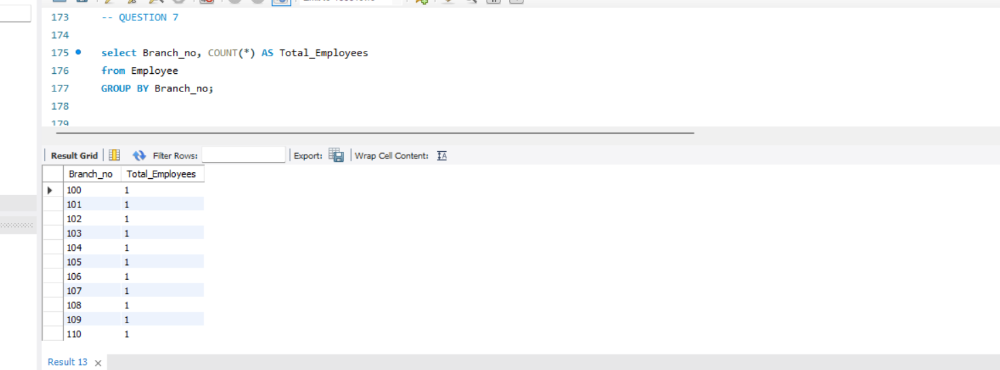 173 -- QUESTION 7
174
175 select Branch_no, COUNT(*) AS Total_Employees
176 from Employee
177 GROUP BY Branch_no;
178
179
Result Grid Filter Rows: Export: Wrap Cell Content: IA
Branch_no Total_Employees
100 1
101 1
102 1
103 1
104 1
105 1
106 1
107 1
108 1
109 1
110 1
Result 13 ×